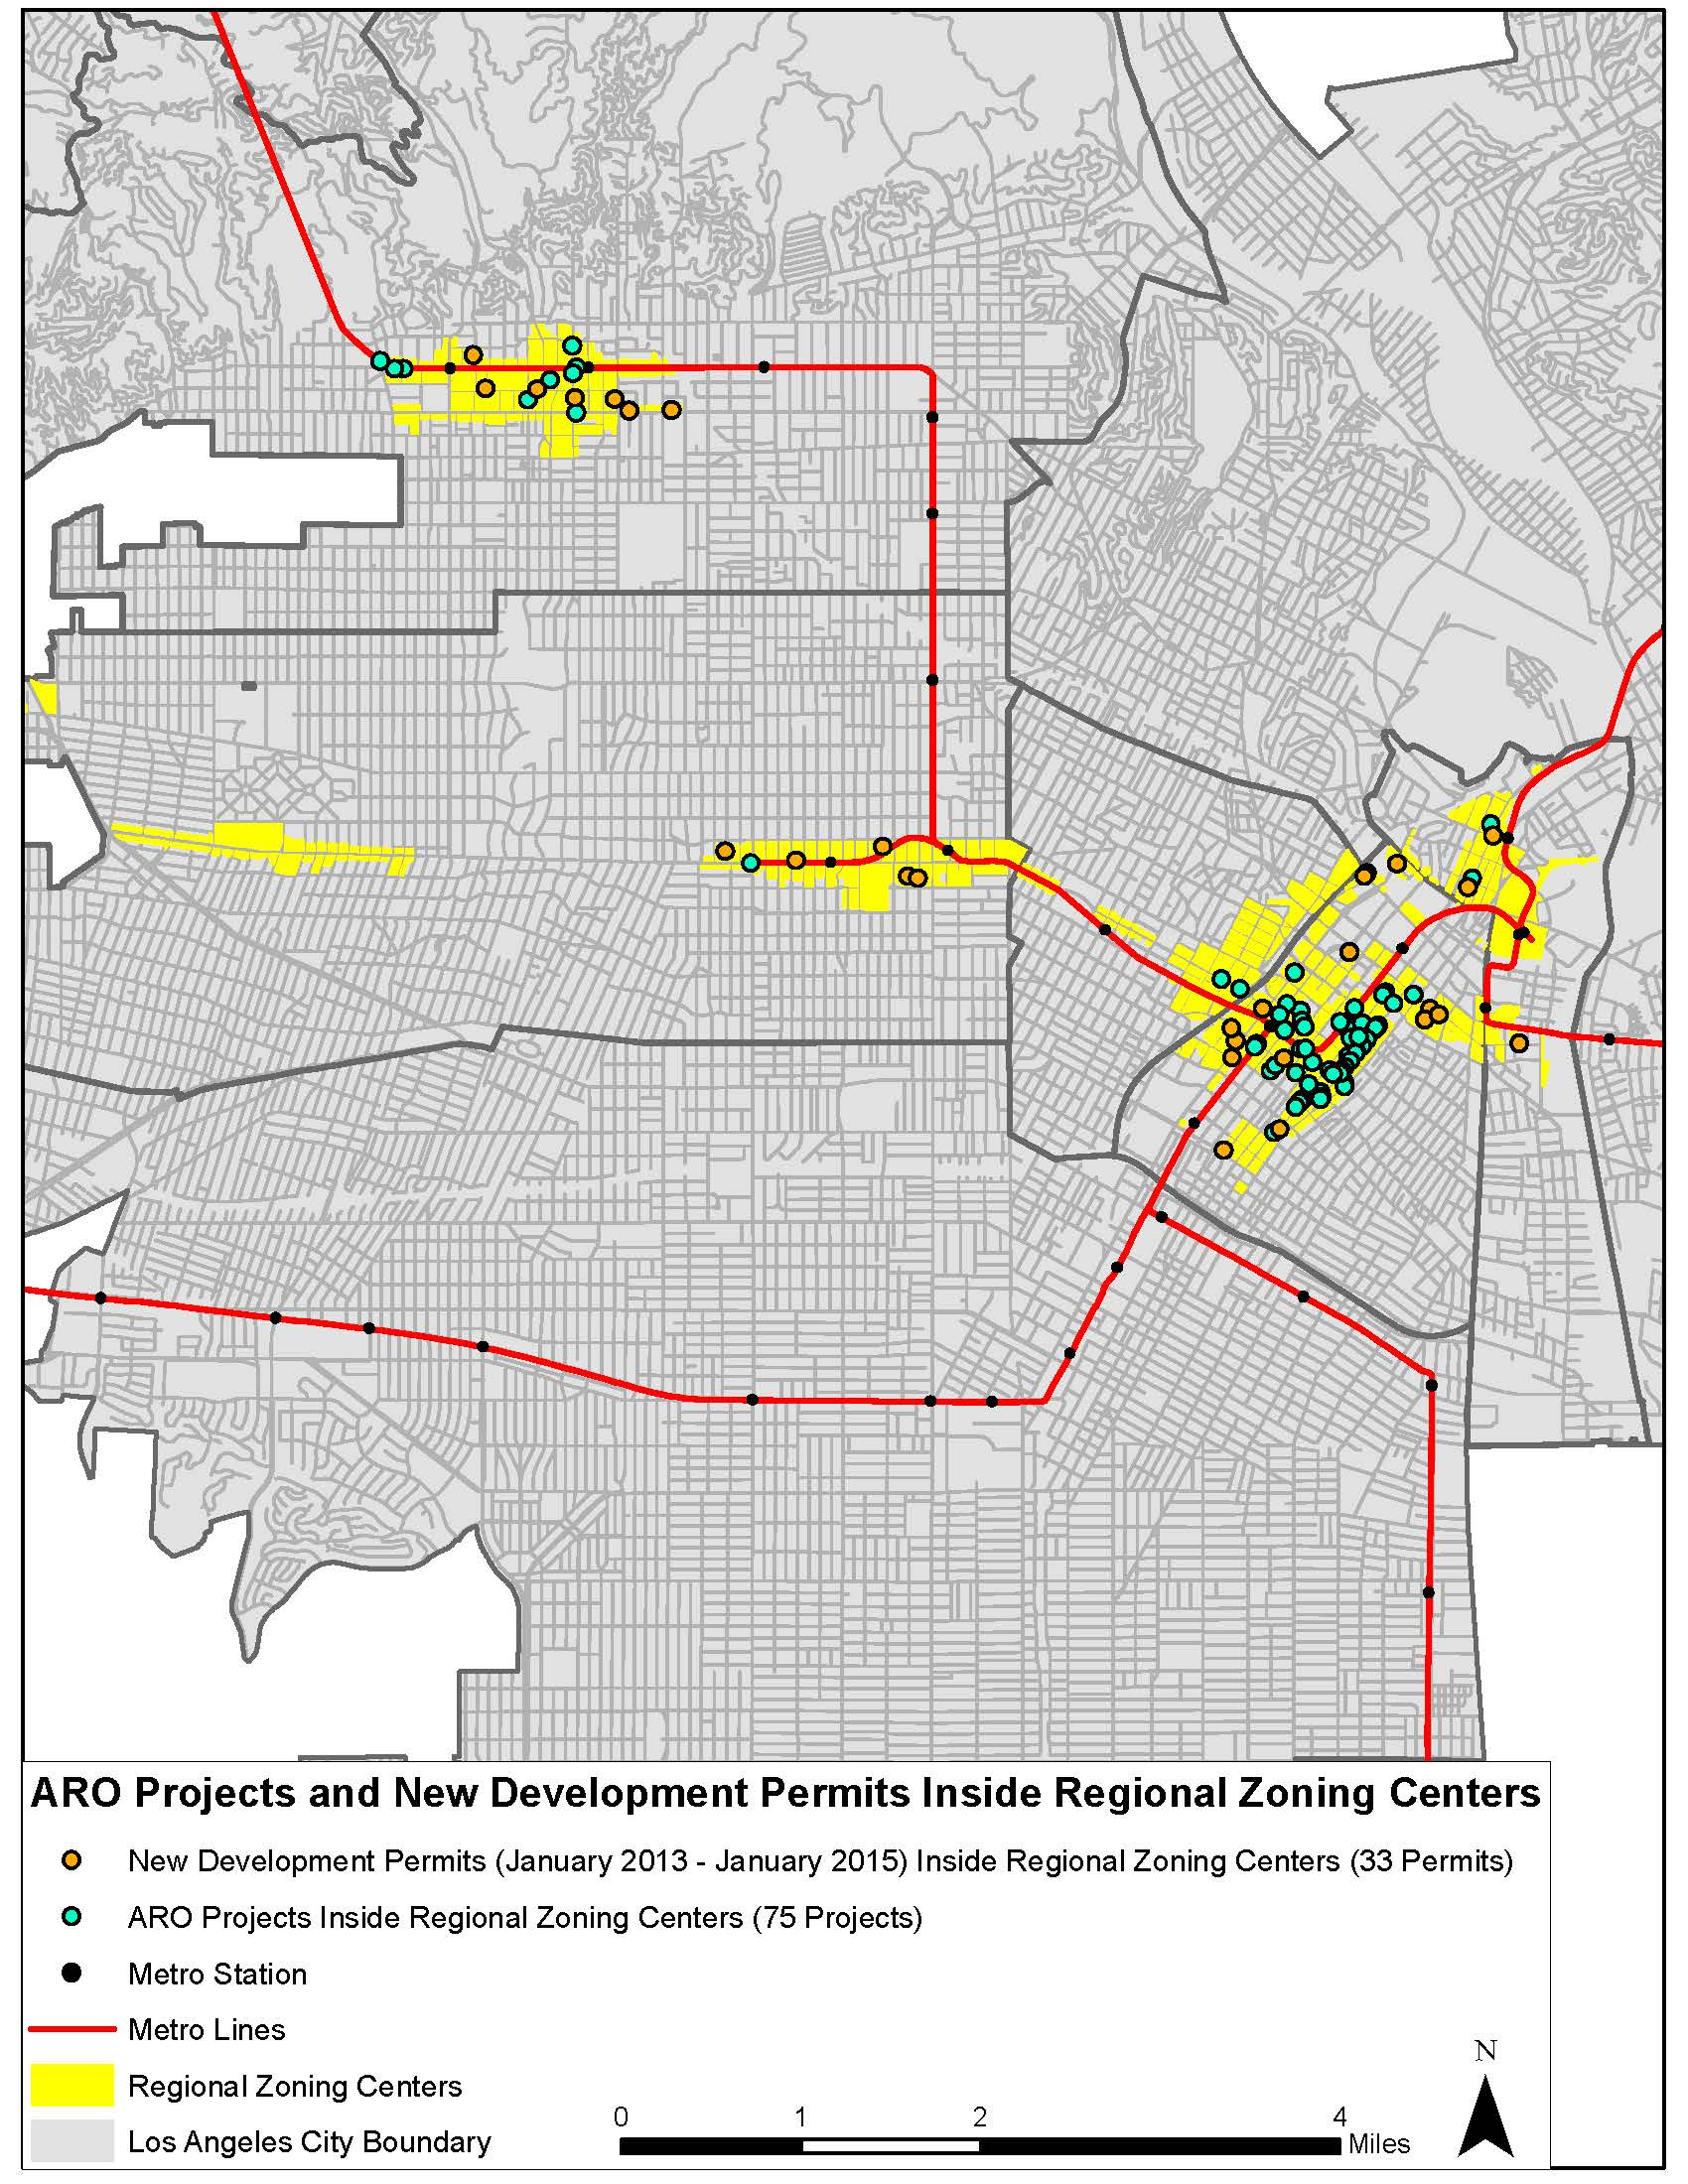 ARO Projects and New Development Permits Inside Regional Zoning Centers
New Development Permits (January 2013 - January 2015) Inside Regional Zoning Centers (33 Permits)
ARO Projects Inside Regional Zoning Centers (75 Projects)
Metro Station
Metro Lines
Regional Zoning Centers
Los Angeles City Boundary
0 1 2 4
Miles
N